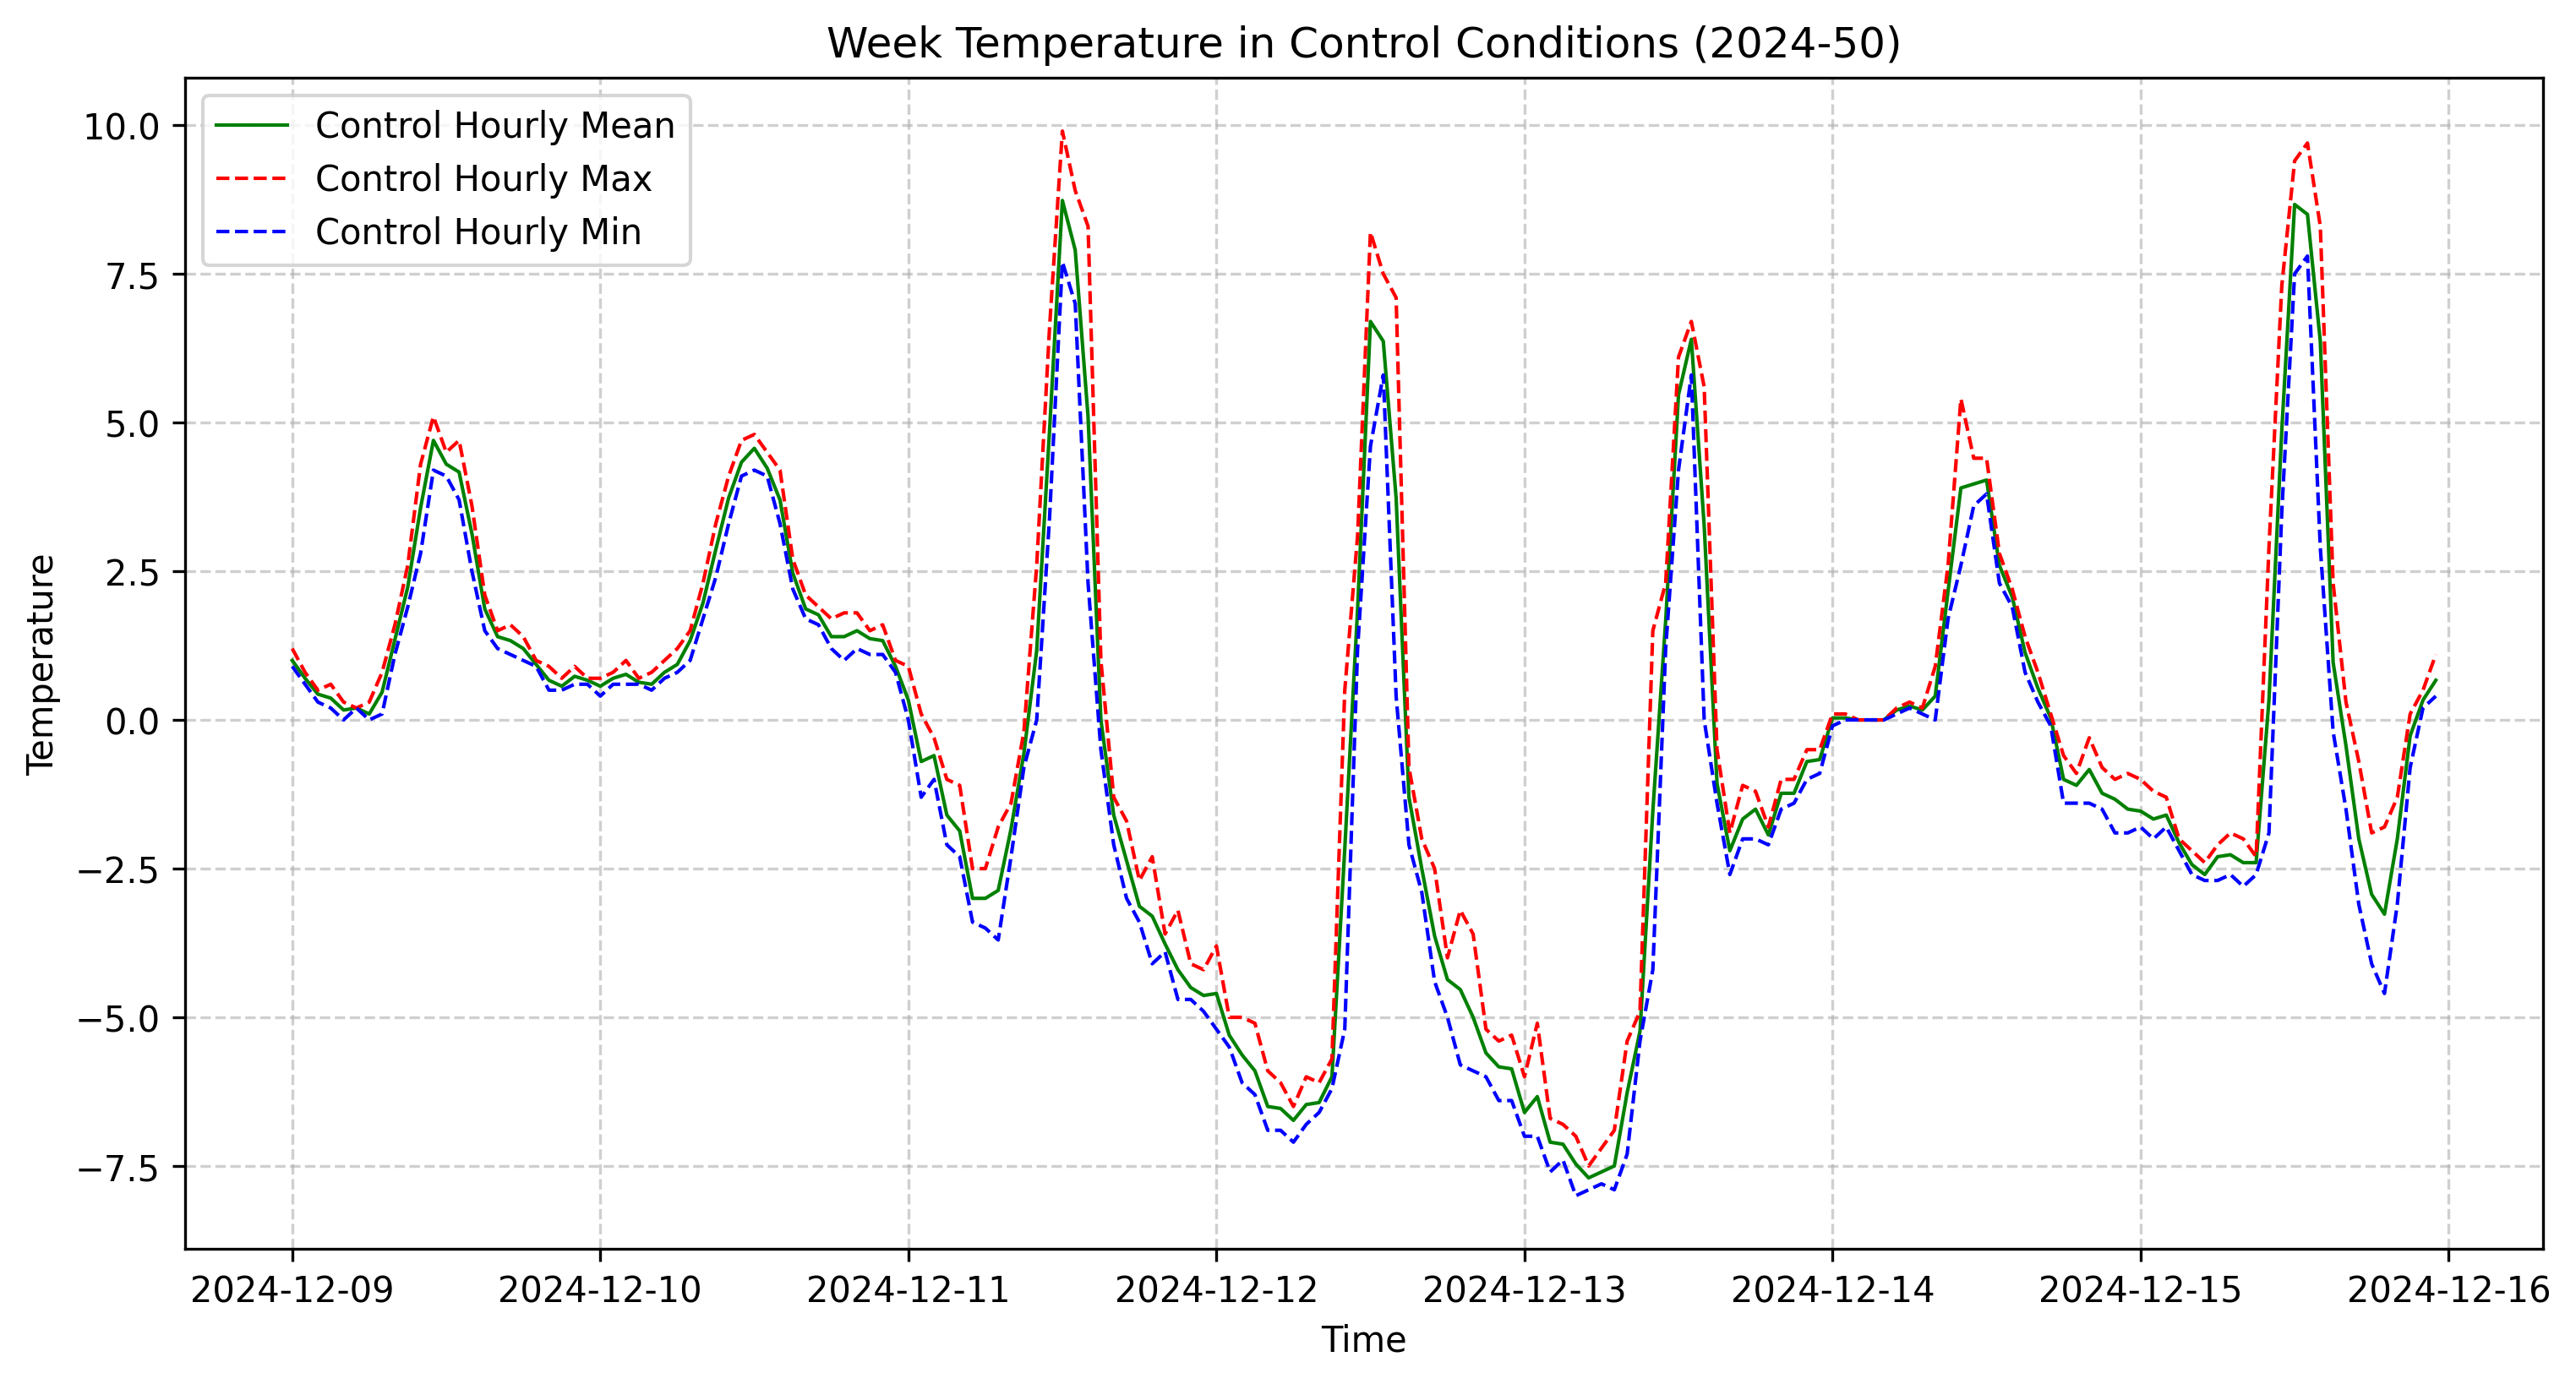 Week Temperature in Control Conditions (2024-50)
Control Hourly Mean
Control Hourly Max
Control Hourly Min
10.0
7.5
5.0
2.5
0.0
−2.5
−5.0
−7.5
Temperature
2024-12-09 2024-12-10 2024-12-11 2024-12-12 2024-12-13 2024-12-14 2024-12-15 2024-12-16
Time